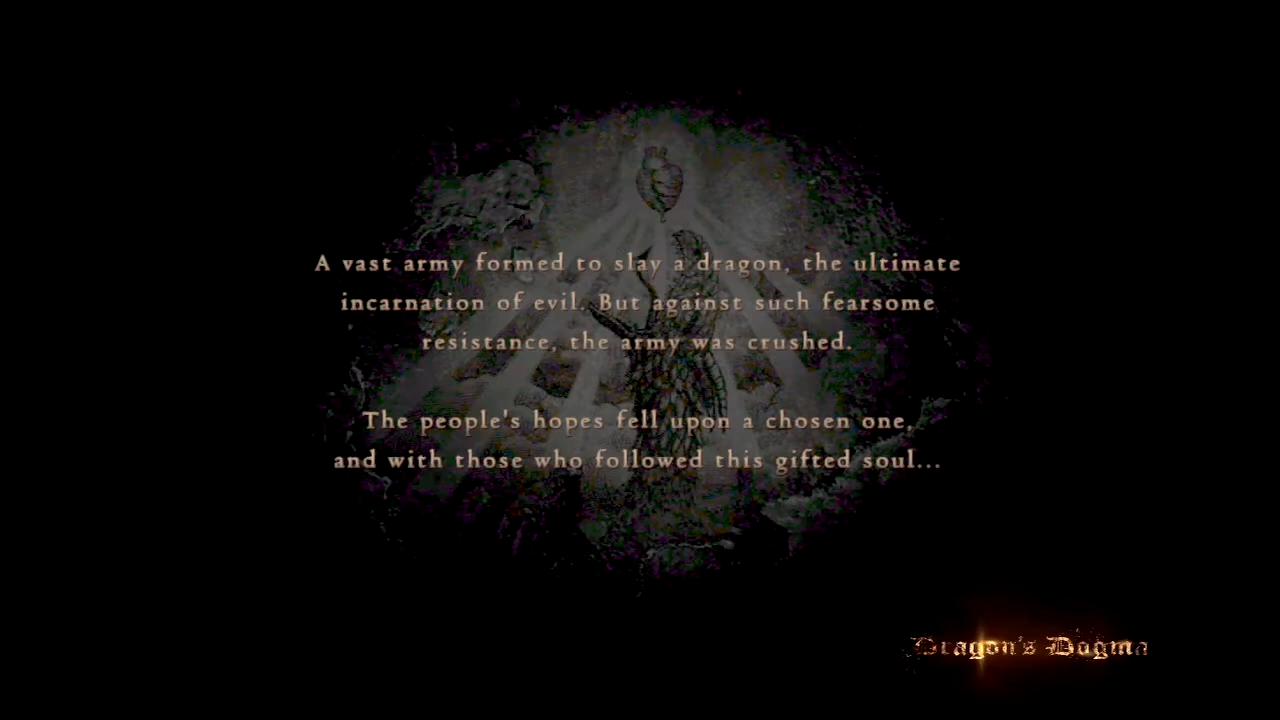 A vast army formed to slay a dragon, the ultimate
incarnation of evil. But against such fearsome
resistance, the army was crushed.
The people's hopes fell upon a chosen one,
and with those who followed this gifted soul...
Dragon's Dogma